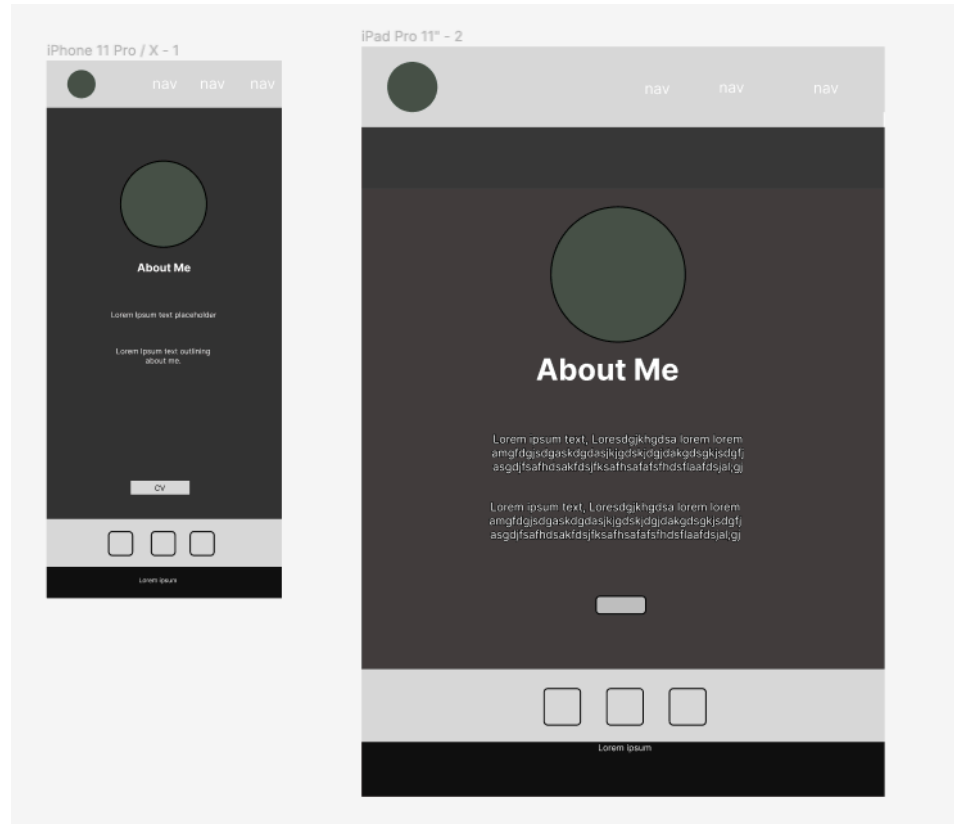 iPhone 11 Pro / X - 1
nav nav nav
About Me
Lorem Ipsum text placeholder
Lorem Ipsum text outlining
about me.
CV
Lorem Ipsum
iPad Pro 11" - 2
nav nav nav
About Me
Lorem ipsum text, Loresdgjkhgdsa lorem lorem
amgfdgjsdgaskdgdasjkjgdskjdgjdakgdsgkjsdgfj
asgdjfsafhdsakfdsjfksafhsafafsfhdsflaafdsjal;gj
Lorem ipsum text, Loresdgjkhgdsa lorem lorem
amgfdgjsdgaskdgdasjkjgdskjdgjdakgdsgkjsdgfj
asgdjfsafhdsakfdsjfksafhsafafsfhdsflaafdsjal;gj
Lorem Ipsum